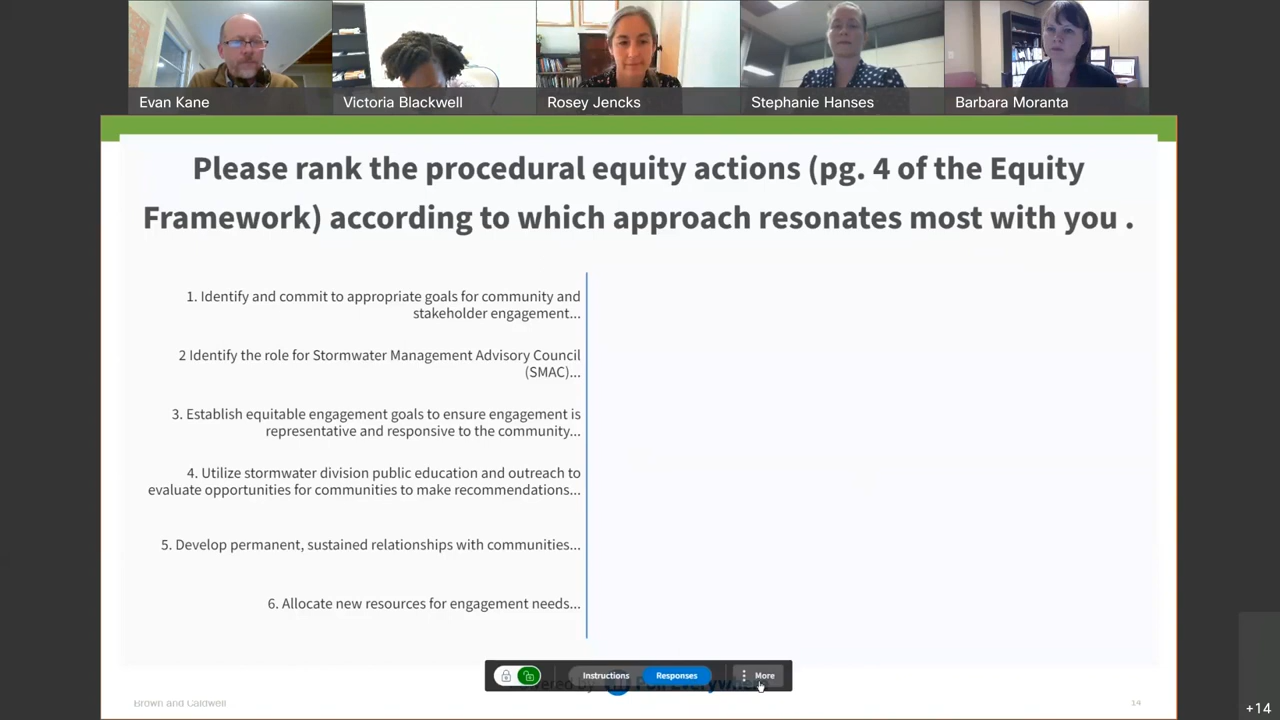 Evan Kane
Victoria Blackwell
Rosey Jencks
Stephanie Hanses
Barbara Moranta
Please rank the procedural equity actions (pg. 4 of the Equity
Framework) according to which approach resonates most with you .
1. Identify and commit to appropriate goals for community and
stakeholder engagement...
2 Identify the role for Stormwater Management Advisory Council
(SMAC)...
3. Establish equitable engagement goals to ensure engagement is
representative and responsive to the community...
4. Utilize stormwater division public education and outreach to
evaluate opportunities for communities to make recommendations...
5. Develop permanent, sustained relationships with communities...
6. Allocate new resources for engagement needs...
Instructions
Responses
More
Brown and Caldwell
14
+14